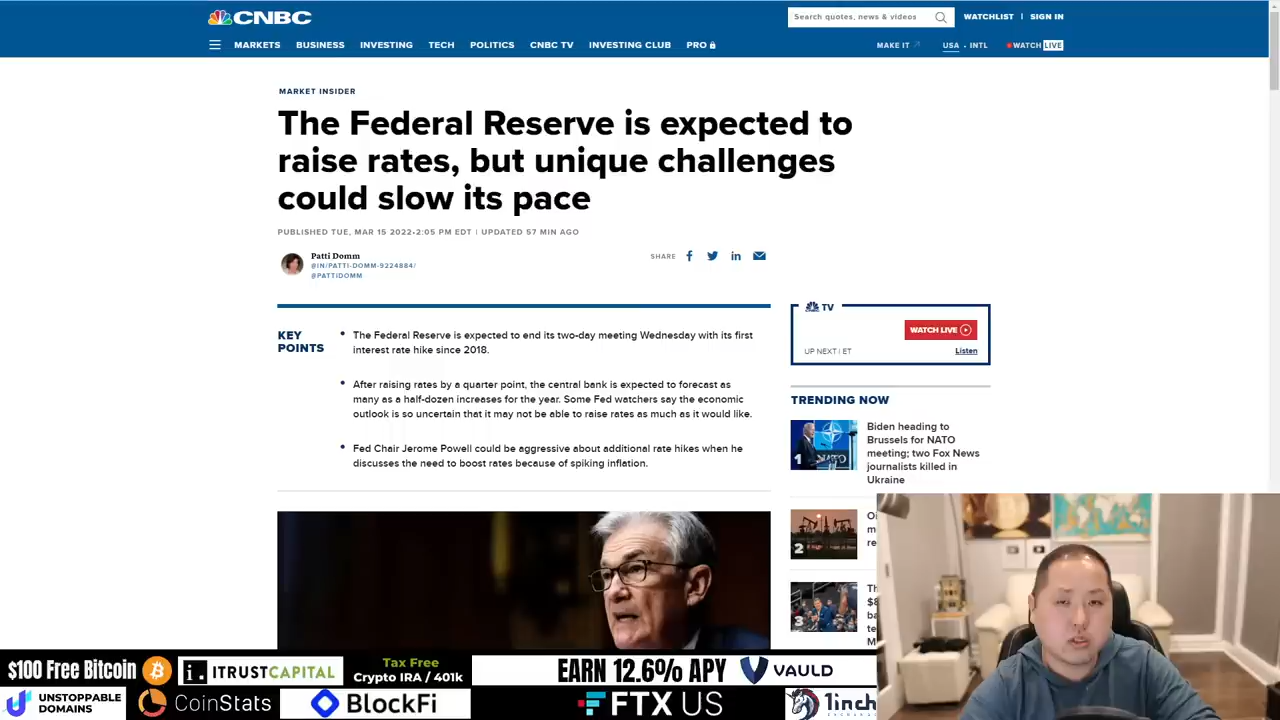 CNBC
Search quotes, news & videos
WATCHLIST
SIGN IN
MARKETS
BUSINESS
INVESTING
TECH
POLITICS
CNBC TV
INVESTING CLUB
PRO
MAKE IT
USA • INTL
WATCH LIVE
MARKET INSIDER
The Federal Reserve is expected to
raise rates, but unique challenges
could slow its pace
PUBLISHED TUE, MAR 15 2022•2:05 PM EDT | UPDATED 57 MIN AGO
Patti Domm
@IN/PATTI-DOMM-9224884/
@PATTIDOMM
SHARE
KEY
POINTS
• The Federal Reserve is expected to end its two-day meeting Wednesday with its first
interest rate hike since 2018.
• After raising rates by a quarter point, the central bank is expected to forecast as
many as a half-dozen increases for the year. Some Fed watchers say the economic
outlook is so uncertain that it may not be able to raise rates as much as it would like.
• Fed Chair Jerome Powell could be aggressive about additional rate hikes when he
discusses the need to boost rates because of spiking inflation.
TV
WATCH LIVE
UP NEXT | ET
Listen
TRENDING NOW
1
Biden heading to
Brussels for NATO
meeting; two Fox News
journalists killed in
Ukraine
NATO
2
3
$100 Free Bitcoin
i.
ITRUSTCAPITAL
Tax Free
Crypto IRA / 401k
EARN 12.6% APY
VAULD
UNSTOPPABLE
DOMAINS
CoinStats
BlockFi
FTX US
1inch